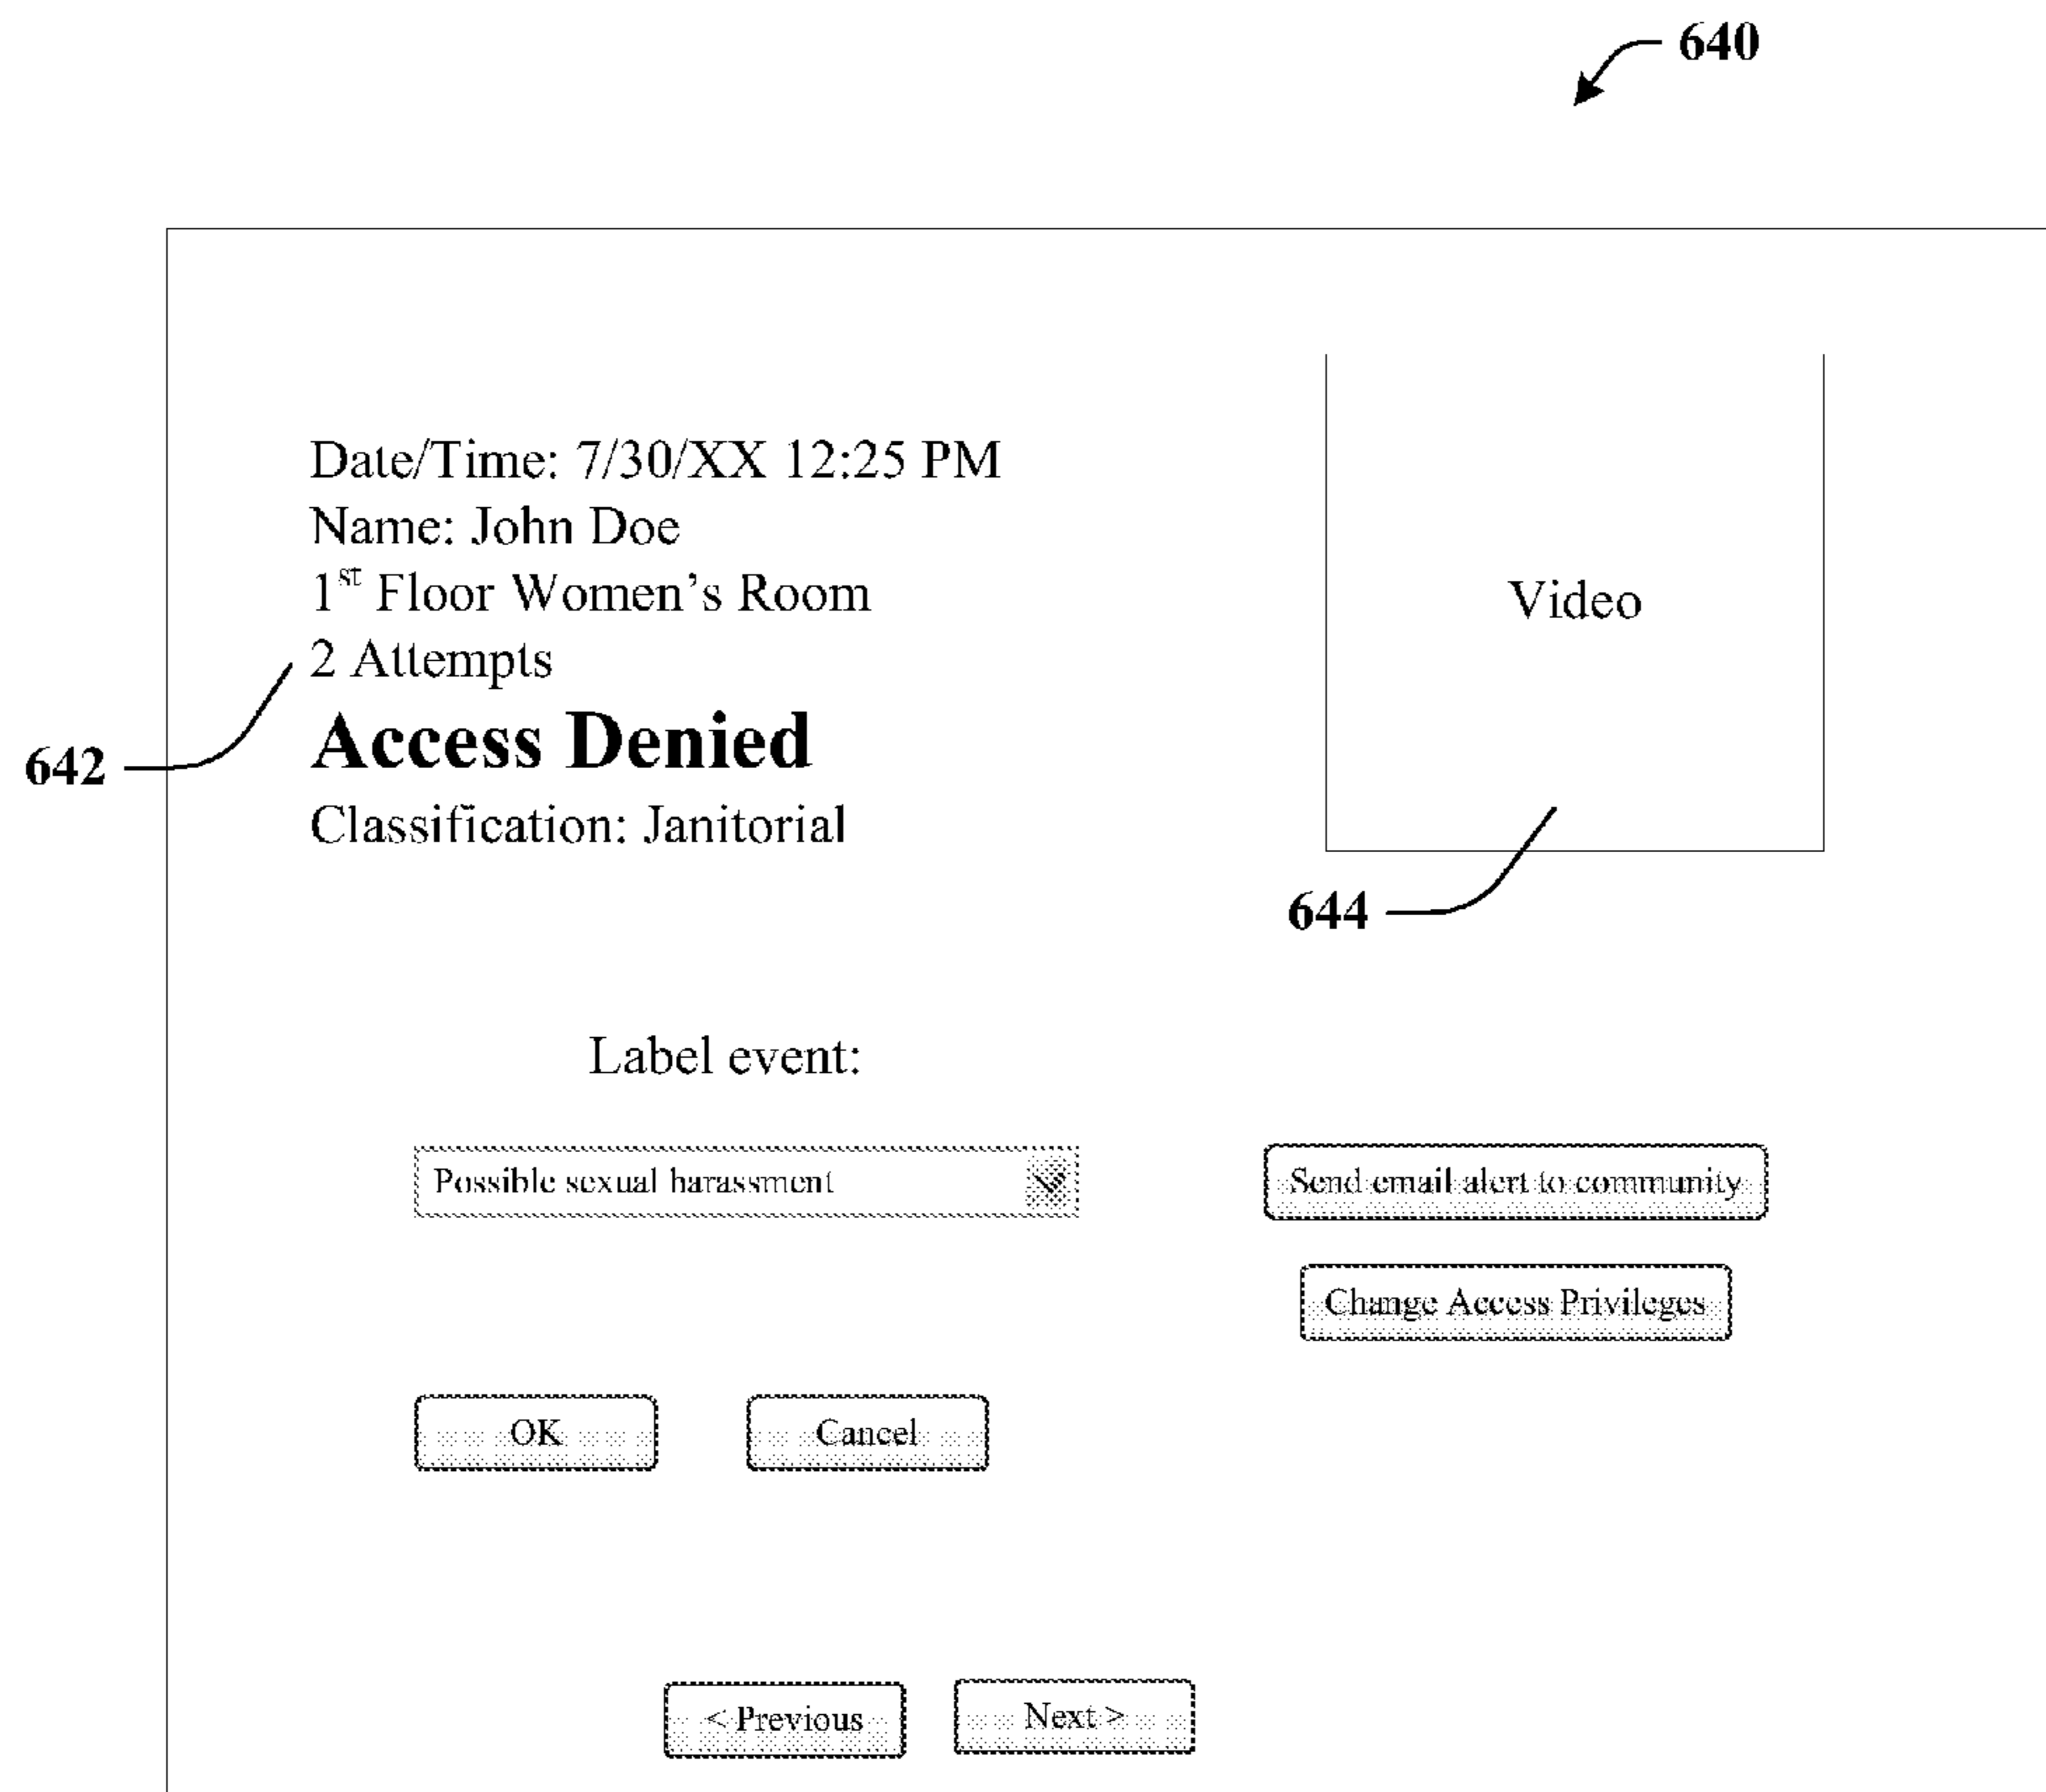 640
Date/Time: 7/30/XX 12:25 PM
Name: John Doe
1st Floor Women's Room
2 Attempts
Access Denied
Classification: Janitorial
Video
642
644
Label event:
Possible sexual harassment
Send email alert to community
Change Access Privileges
OK
Cancel
< Previous
Next >